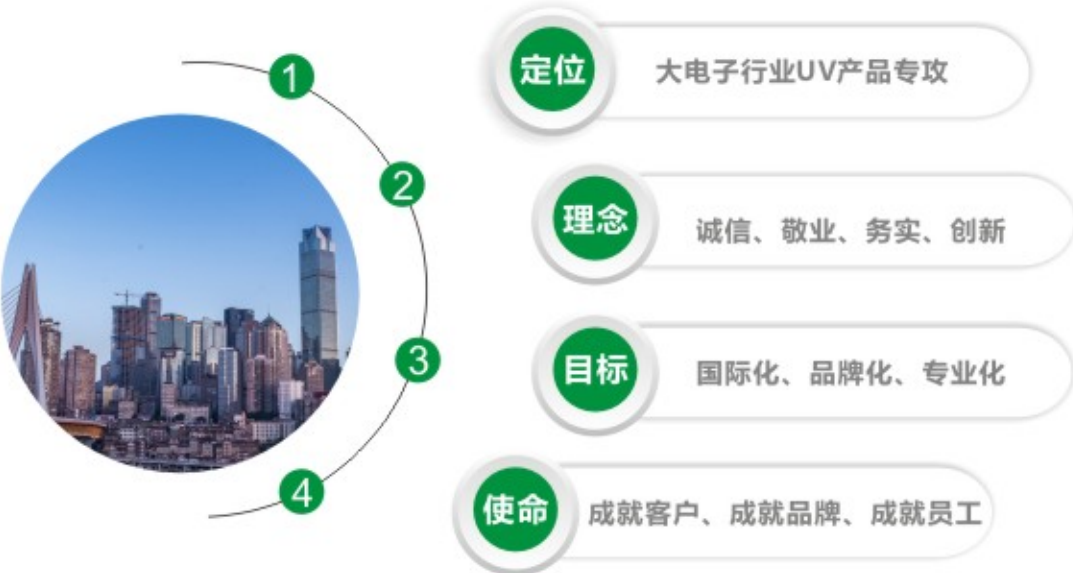 1
定位
大电子行业UV产品专攻
2
理念
诚信、敬业、务实、创新
3
目标
国际化、品牌化、专业化
4
使命
成就客户、成就品牌、成就员工